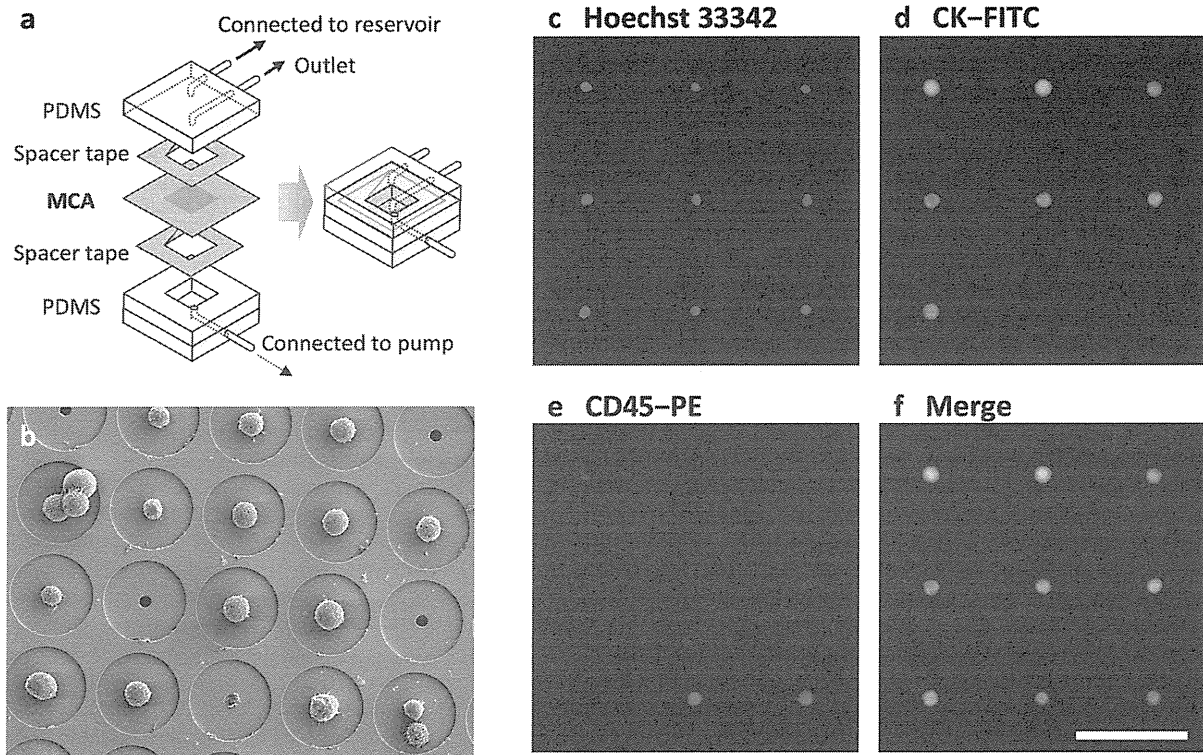 a
Connected to reservoir
Outlet
PDMS
Spacer tape
MCA
Spacer tape
PDMS
Connected to pump
b
c Hoechst 33342
d CK–FITC
e CD45–PE
f Merge